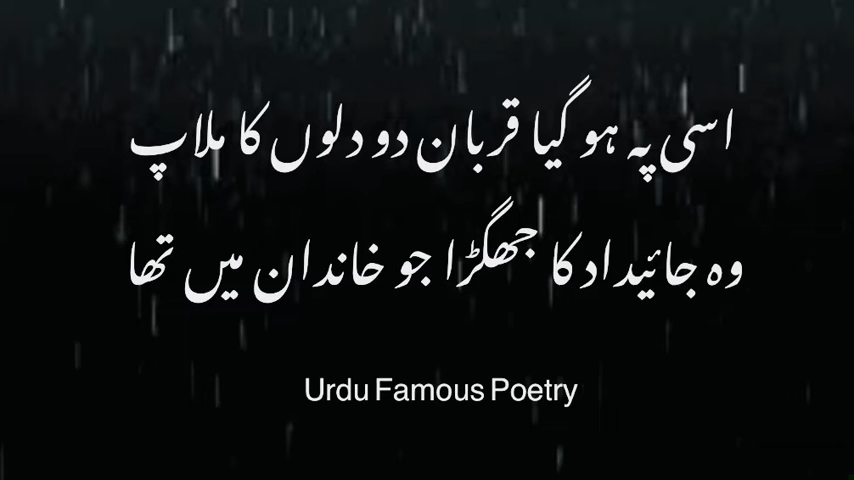 اسی پہ ہو گیا قربان دو دلوں کا ملاپ
وہ جائیداد کا جھگڑا جو خاندان میں تھا
Urdu Famous Poetry